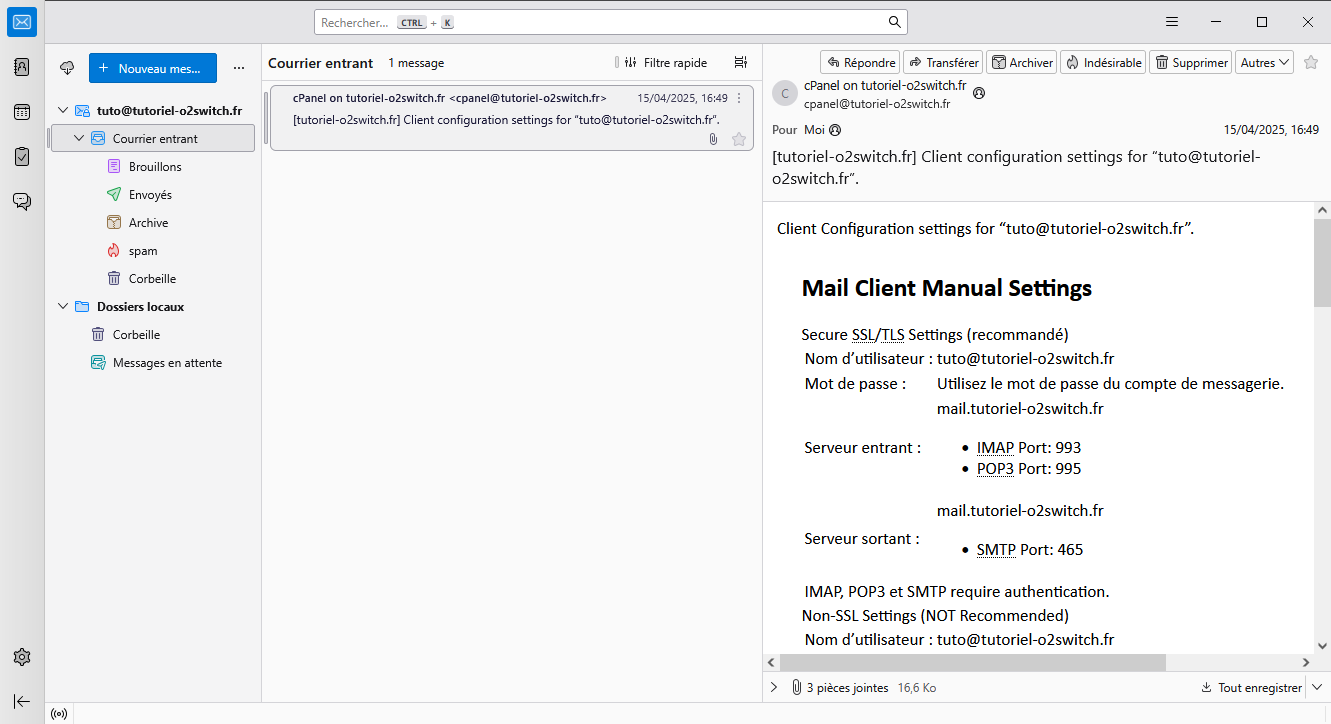 Rechercher... CTRL + K
Nouveau mes...
tuto@tutoriel-o2switch.fr
Courrier entrant
Brouillons
Envoyés
Archive
spam
Corbeille
Dossiers locaux
Corbeille
Messages en attente
Courrier entrant 1 message Filtre rapide
cPanel on tutoriel-o2switch.fr <cpanel@tutoriel-o2switch.fr> 15/04/2025, 16:49
[tutoriel-o2switch.fr] Client configuration settings for “tuto@tutoriel-o2switch.fr”.
Répondre Transférer Archiver Indésirable Supprimer Autres
C
cPanel on tutoriel-o2switch.fr
cpanel@tutoriel-o2switch.fr
Pour Moi 15/04/2025, 16:49
[tutoriel-o2switch.fr] Client configuration settings for “tuto@tutoriel-
o2switch.fr”.
Client Configuration settings for “tuto@tutoriel-o2switch.fr”.
Mail Client Manual Settings
Secure SSL/TLS Settings (recommandé)
Nom d’utilisateur : tuto@tutoriel-o2switch.fr
Mot de passe : Utilisez le mot de passe du compte de messagerie.
mail.tutoriel-o2switch.fr
Serveur entrant : • IMAP Port: 993
• POP3 Port: 995
mail.tutoriel-o2switch.fr
Serveur sortant :
• SMTP Port: 465
IMAP, POP3 et SMTP require authentication.
Non-SSL Settings (NOT Recommended)
Nom d’utilisateur : tuto@tutoriel-o2switch.fr
3 pièces jointes 16,6 Ko Tout enregistrer